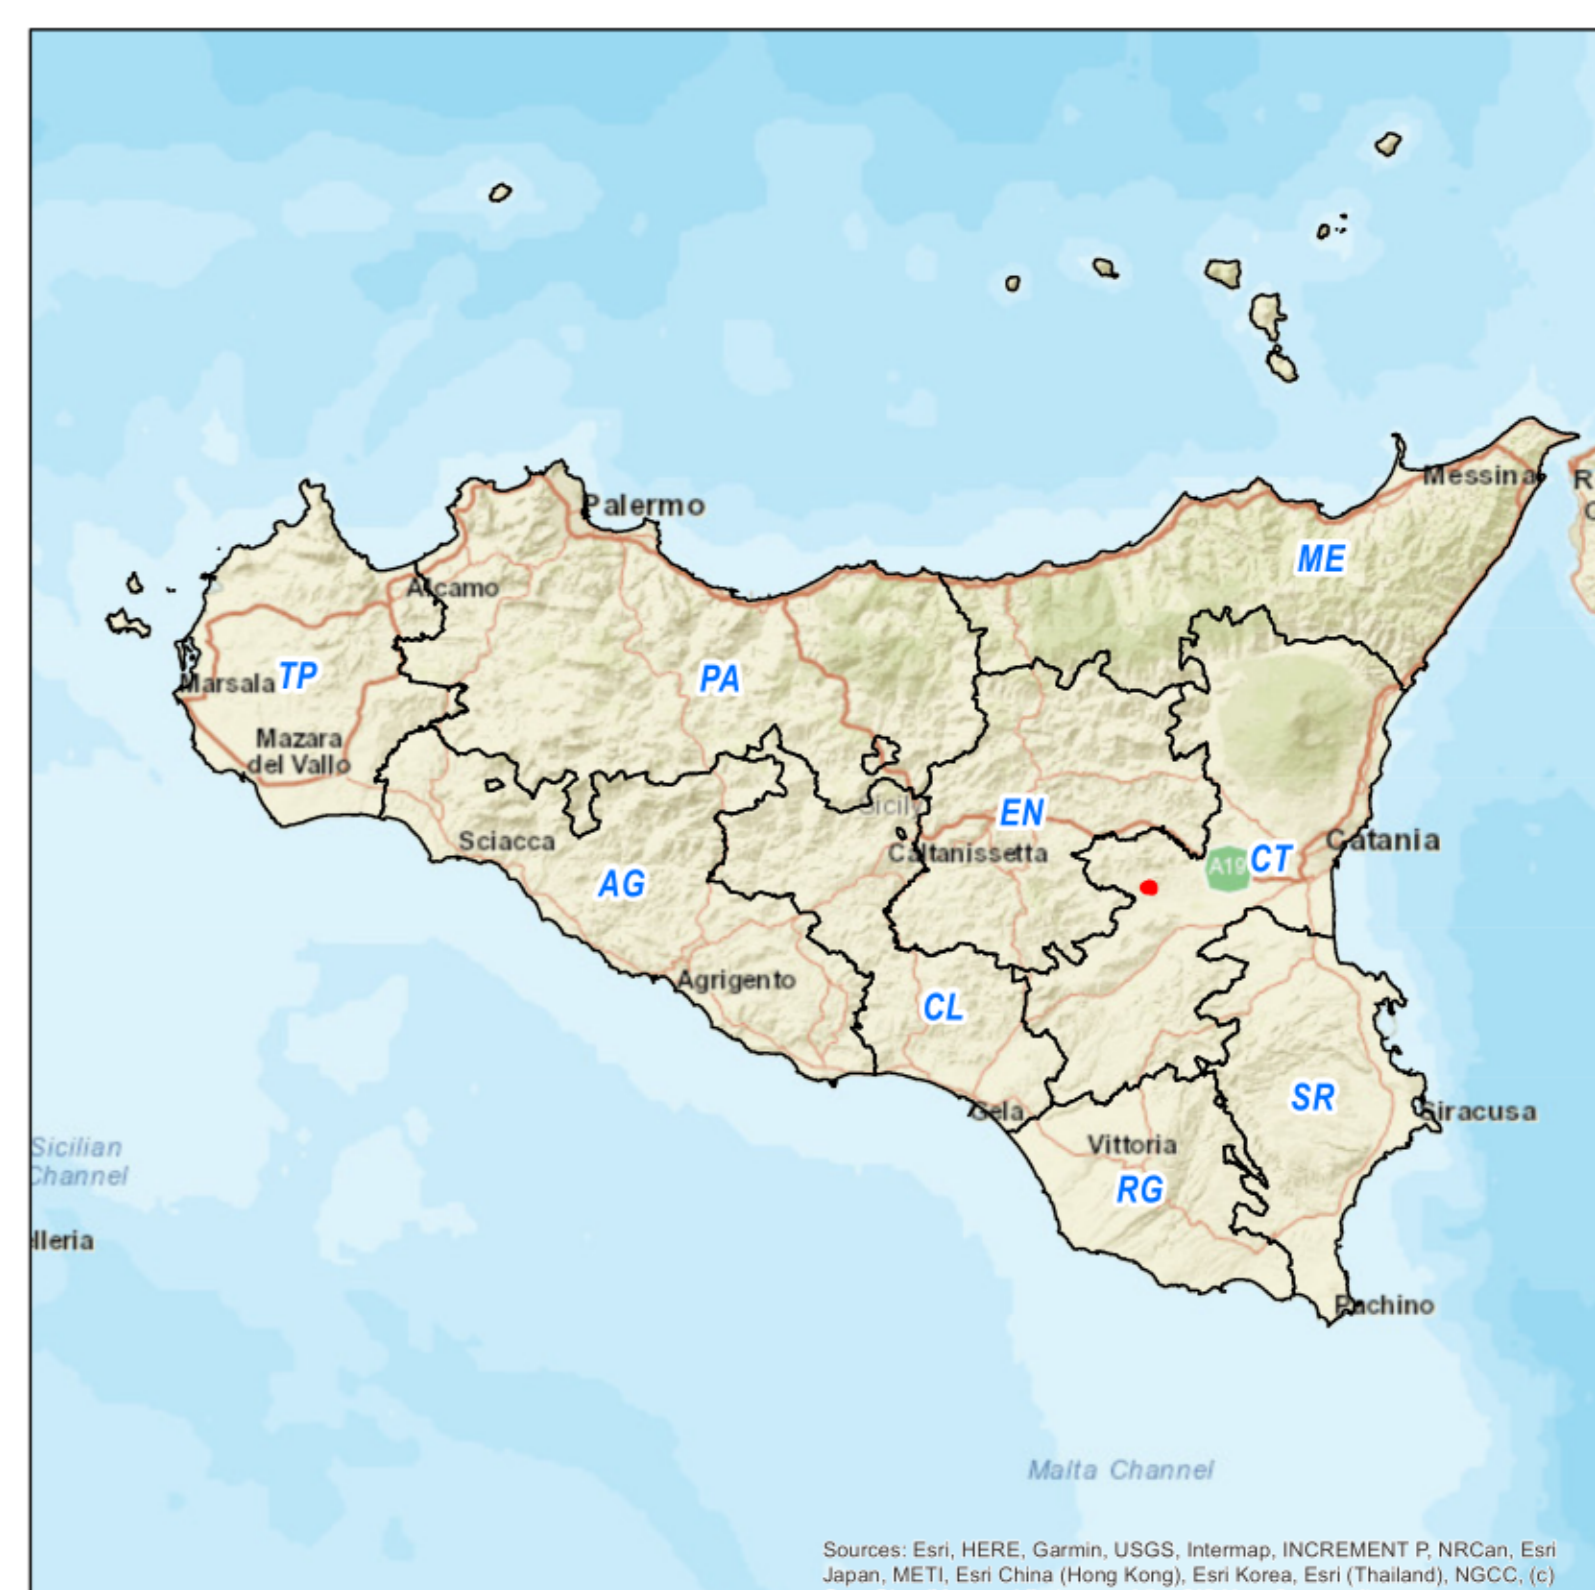 Palermo
Messina
R
C
ME
Alcamo
TP
PA
Marsala
Mazara
del Vallo
Sicily
EN
Sciacca
Caltanissetta
A19
CT
Catania
AG
Agrigento
CL
SR
Gela
Siracusa
Vittoria
Sicilian
Channel
RG
lleria
Pachino
Malta Channel
Sources: Esri, HERE, Garmin, USGS, Intermap, INCREMENT P, NRCan, Esri
Japan, METI, Esri China (Hong Kong), Esri Korea, Esri (Thailand), NGCC, (c)